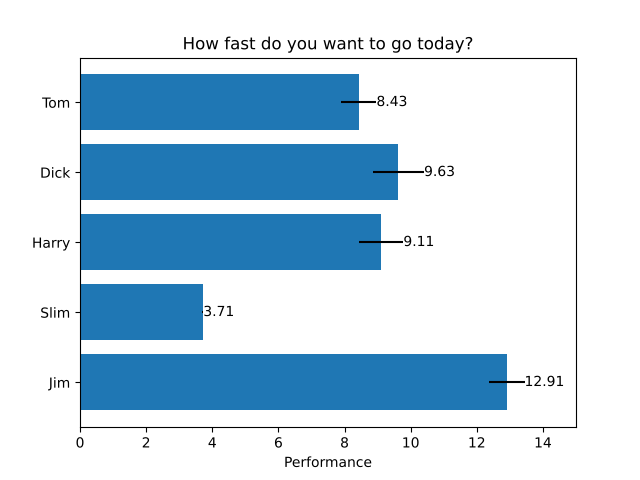 How fast do you want to go today?
Tom 8.43
Dick 9.63
Harry 9.11
Slim 3.71
Jim 12.91
0 2 4 6 8 10 12 14
Performance